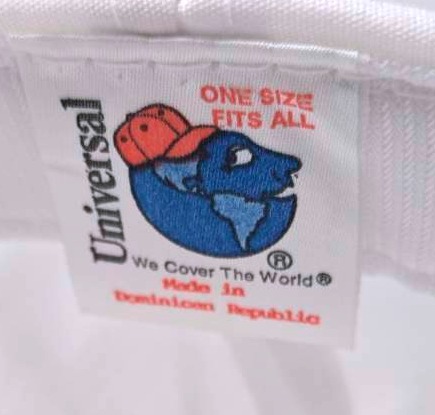 Universal
ONE SIZE
FITS ALL
®
We Cover The World®
Made in
Dominican Republic